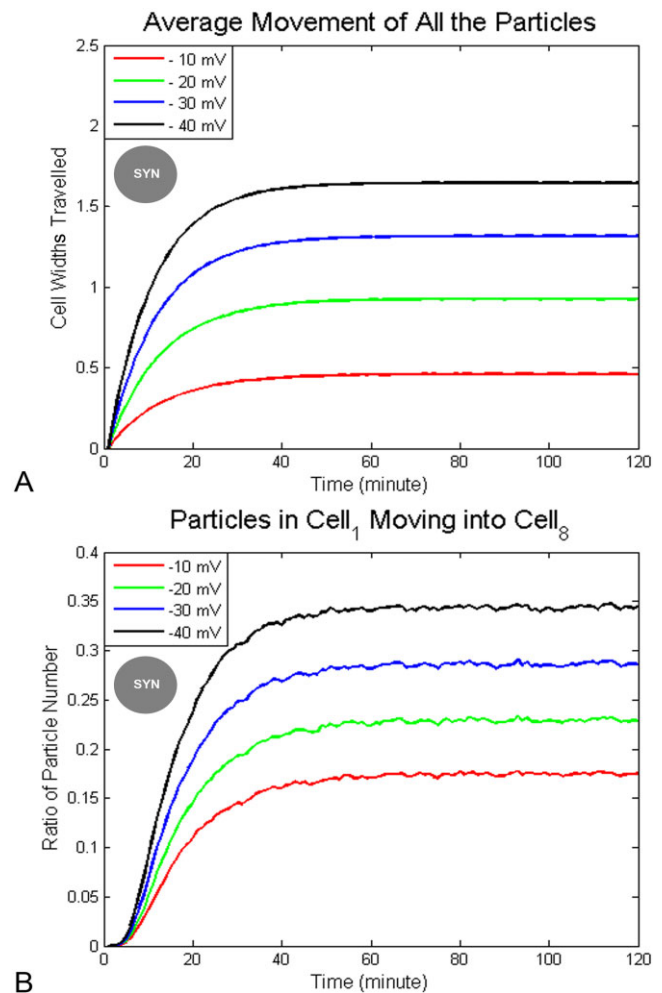 Average Movement of All the Particles
2.5
2
1.5
1
0.5
0
Cell Widths Travelled
- 10 mV
- 20 mV
- 30 mV
- 40 mV
SYN
0 20 40 60 80 100 120
Time (minute)
A
Particles in Cell1 Moving into Cell8
0.4
0.35
0.3
0.25
0.2
0.15
0.1
0.05
0
Ratio of Particle Number
-10 mV
-20 mV
-30 mV
-40 mV
SYN
0 20 40 60 80 100 120
Time (minute)
B